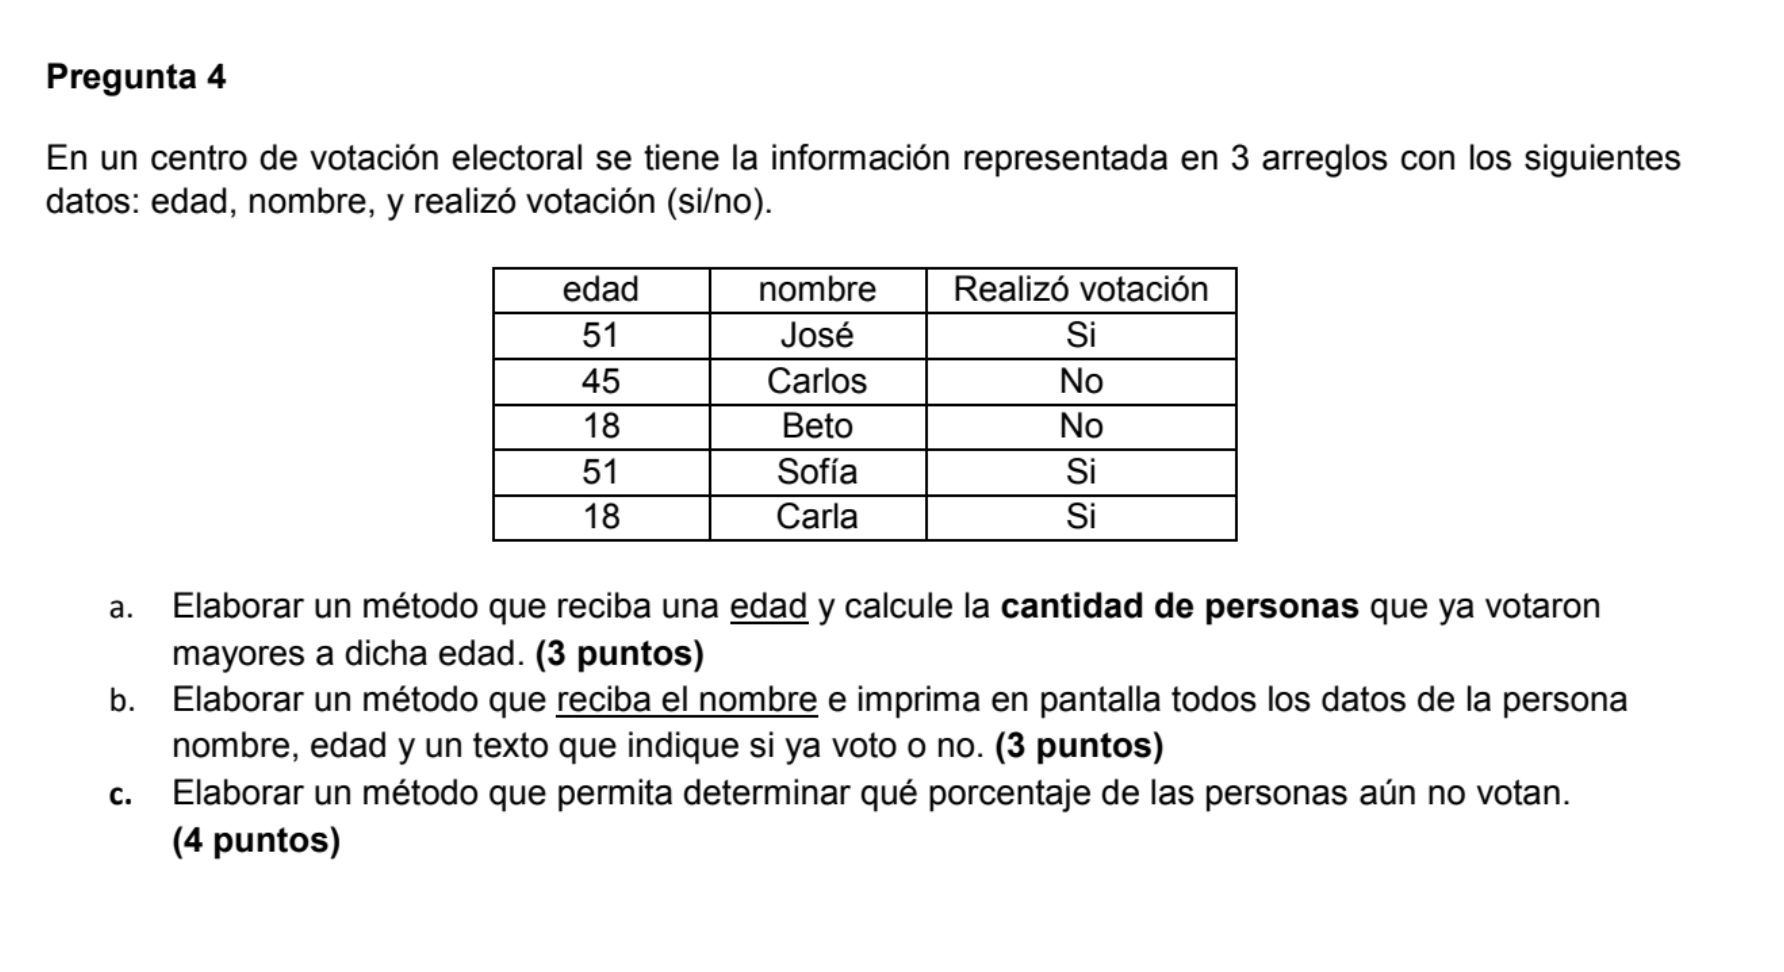 Pregunta 4
En un centro de votación electoral se tiene la información representada en 3 arreglos con los siguientes
datos: edad, nombre, y realizó votación (si/no).
edad nombre Realizó votación
51 José Si
45 Carlos No
18 Beto No
51 Sofía Si
18 Carla Si
a. Elaborar un método que reciba una edad y calcule la cantidad de personas que ya votaron
mayores a dicha edad. (3 puntos)
b. Elaborar un método que reciba el nombre e imprima en pantalla todos los datos de la persona
nombre, edad y un texto que indique si ya voto o no. (3 puntos)
c. Elaborar un método que permita determinar qué porcentaje de las personas aún no votan.
(4 puntos)